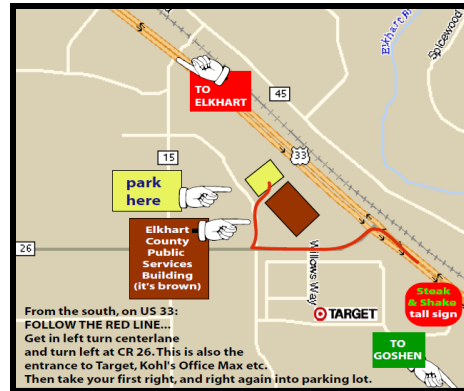 Elkhart R
Spicewood
TO
ELKHART
45
33
15
park
here
Elkhart
County
Public
Services
Building
(it's brown)
26
Willows Way
TARGET
Steak
& Shake
tall sign
TO
GOSHEN
From the south, on US 33:
FOLLOW THE RED LINE...
Get in left turn centerlane
and turn left at CR 26. This is also the
entrance to Target, Kohl's Office Max etc.
Then take your first right, and right again into parking lot.